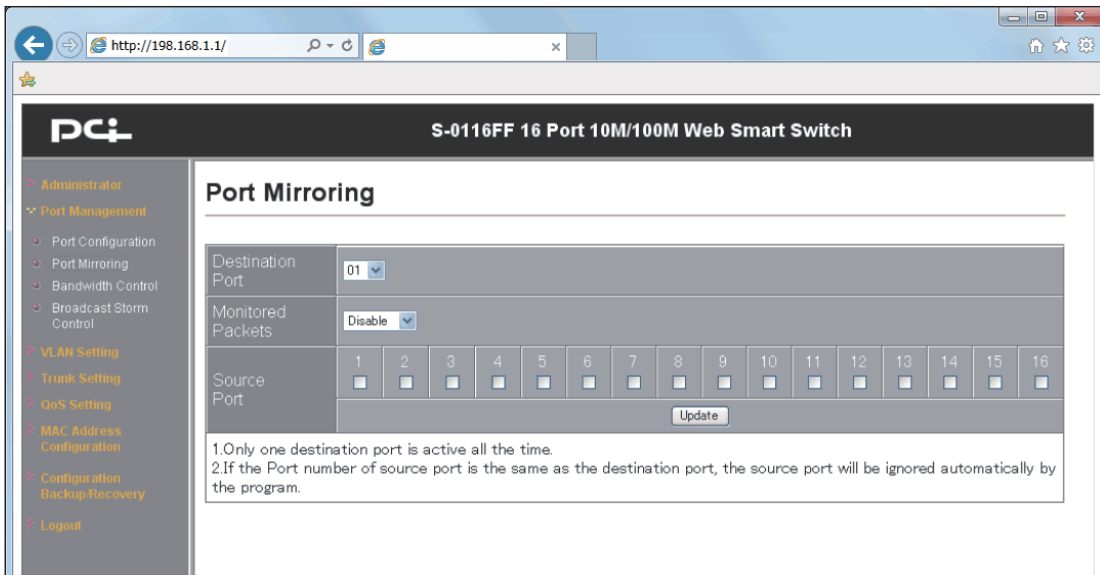 http://198.168.1.1/
PCi
S-0116FF 16 Port 10M/100M Web Smart Switch
Administrator
Port Management
Port Configuration
Port Mirroring
Bandwidth Control
Broadcast Storm
Control
VLAN Setting
Trunk Setting
QoS Setting
MAC Address
Configuration
Configuration
Backup/Recovery
Logout
Port Mirroring
Destination
Port
01
Monitored
Packets
Disable
Source
Port
1 2 3 4 5 6 7 8 9 10 11 12 13 14 15 16
Update
1.Only one destination port is active all the time.
2.If the Port number of source port is the same as the destination port, the source port will be ignored automatically by
the program.